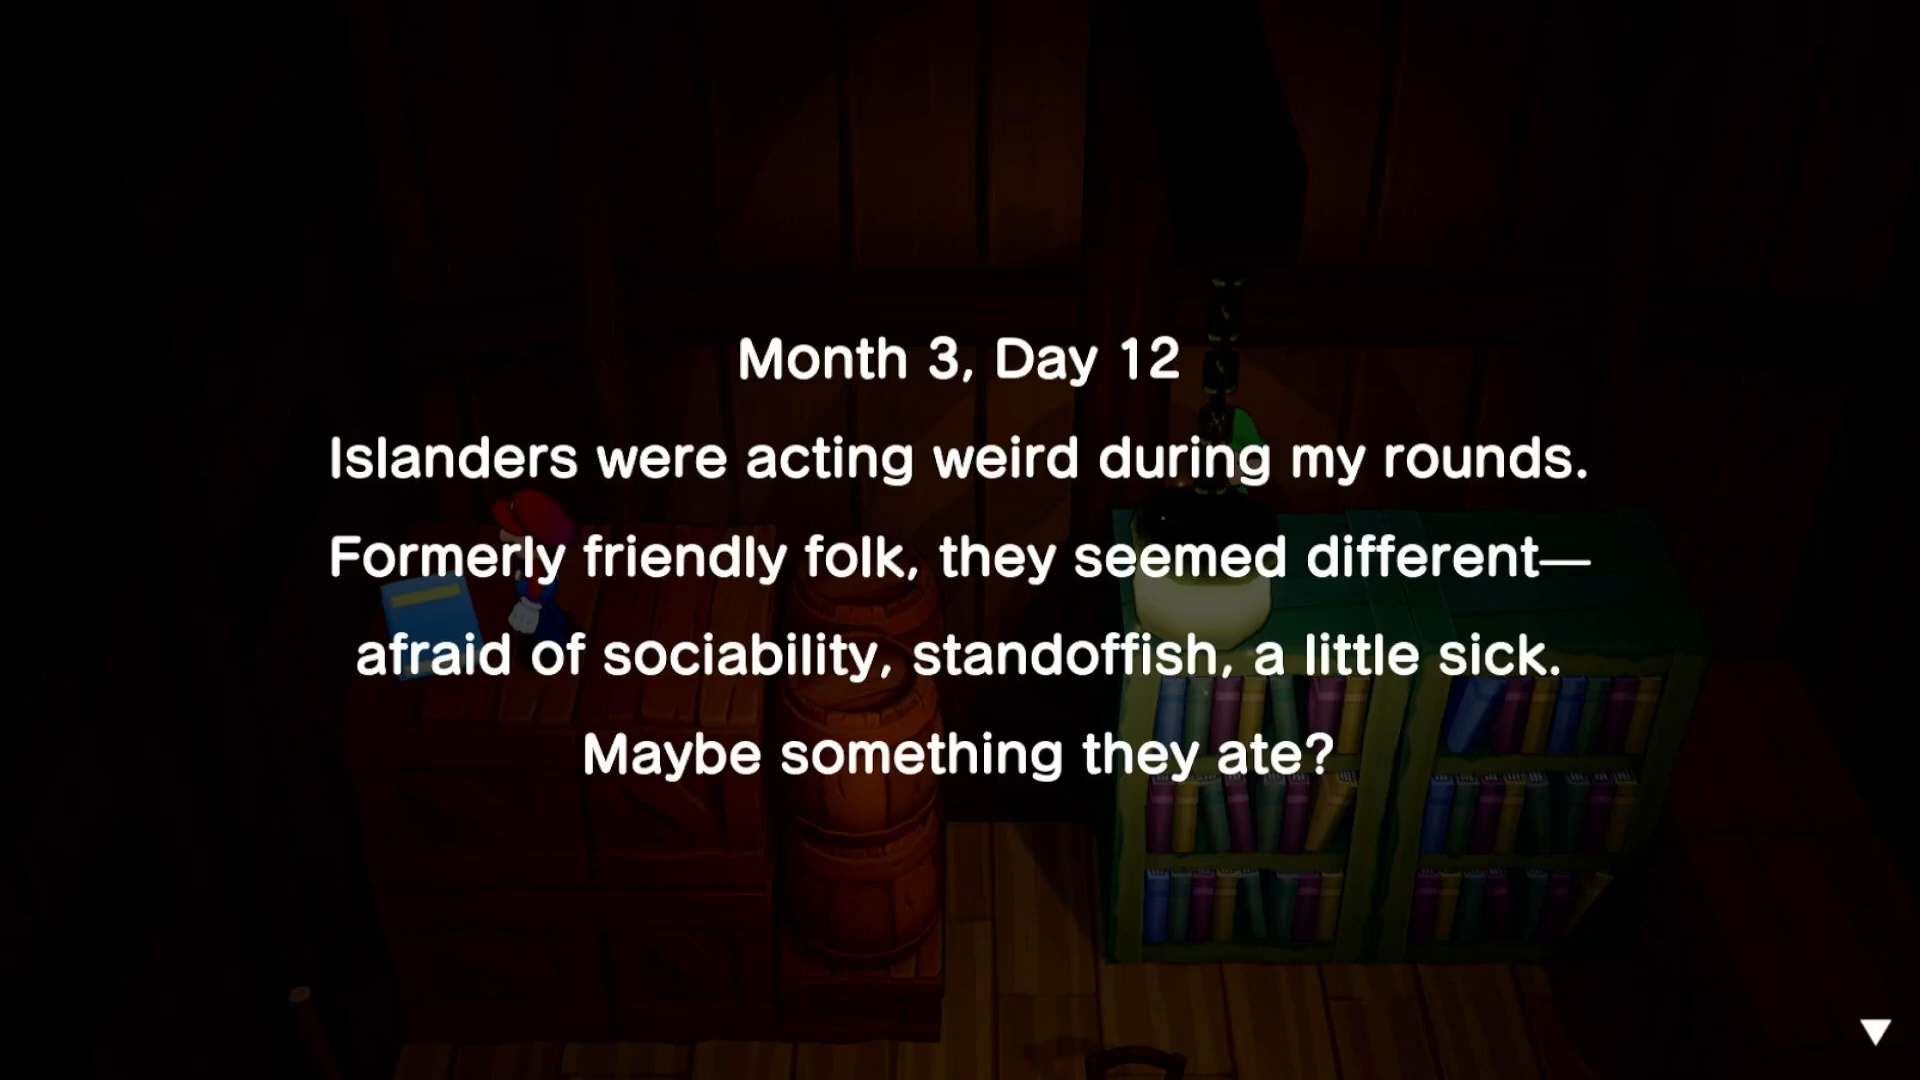 Month 3, Day 12
Islanders were acting weird during my rounds.
Formerly friendly folk, they seemed different—
afraid of sociability, standoffish, a little sick.
Maybe something they ate?